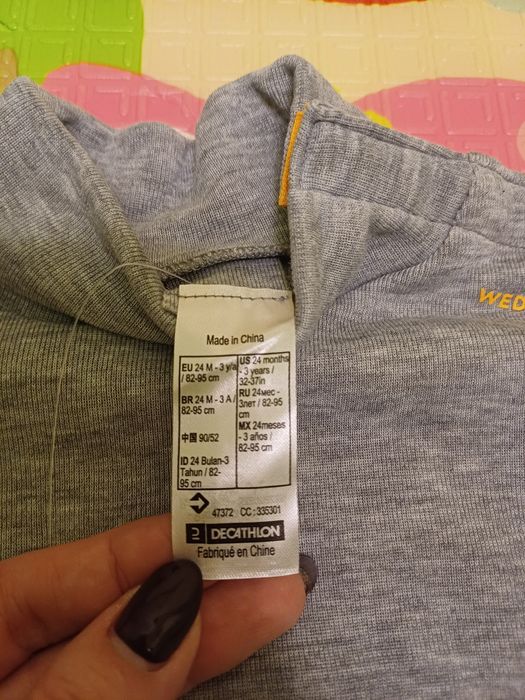 Made in China
EU 24 M - 3 y/a
/ 82-95 cm
BR 24 M - 3 A /
82-95 cm
中国 90/52
ID 24 Bulan-3
Tahun / 82-
95 cm
US 24 months
- 3 years /
32-37in
RU 24мес -
3лет / 82-95
cm
MX 24meses
- 3 años /
82-95 cm
47372 CC : 335301
DECATHLON
Fabriqué en Chine
WED